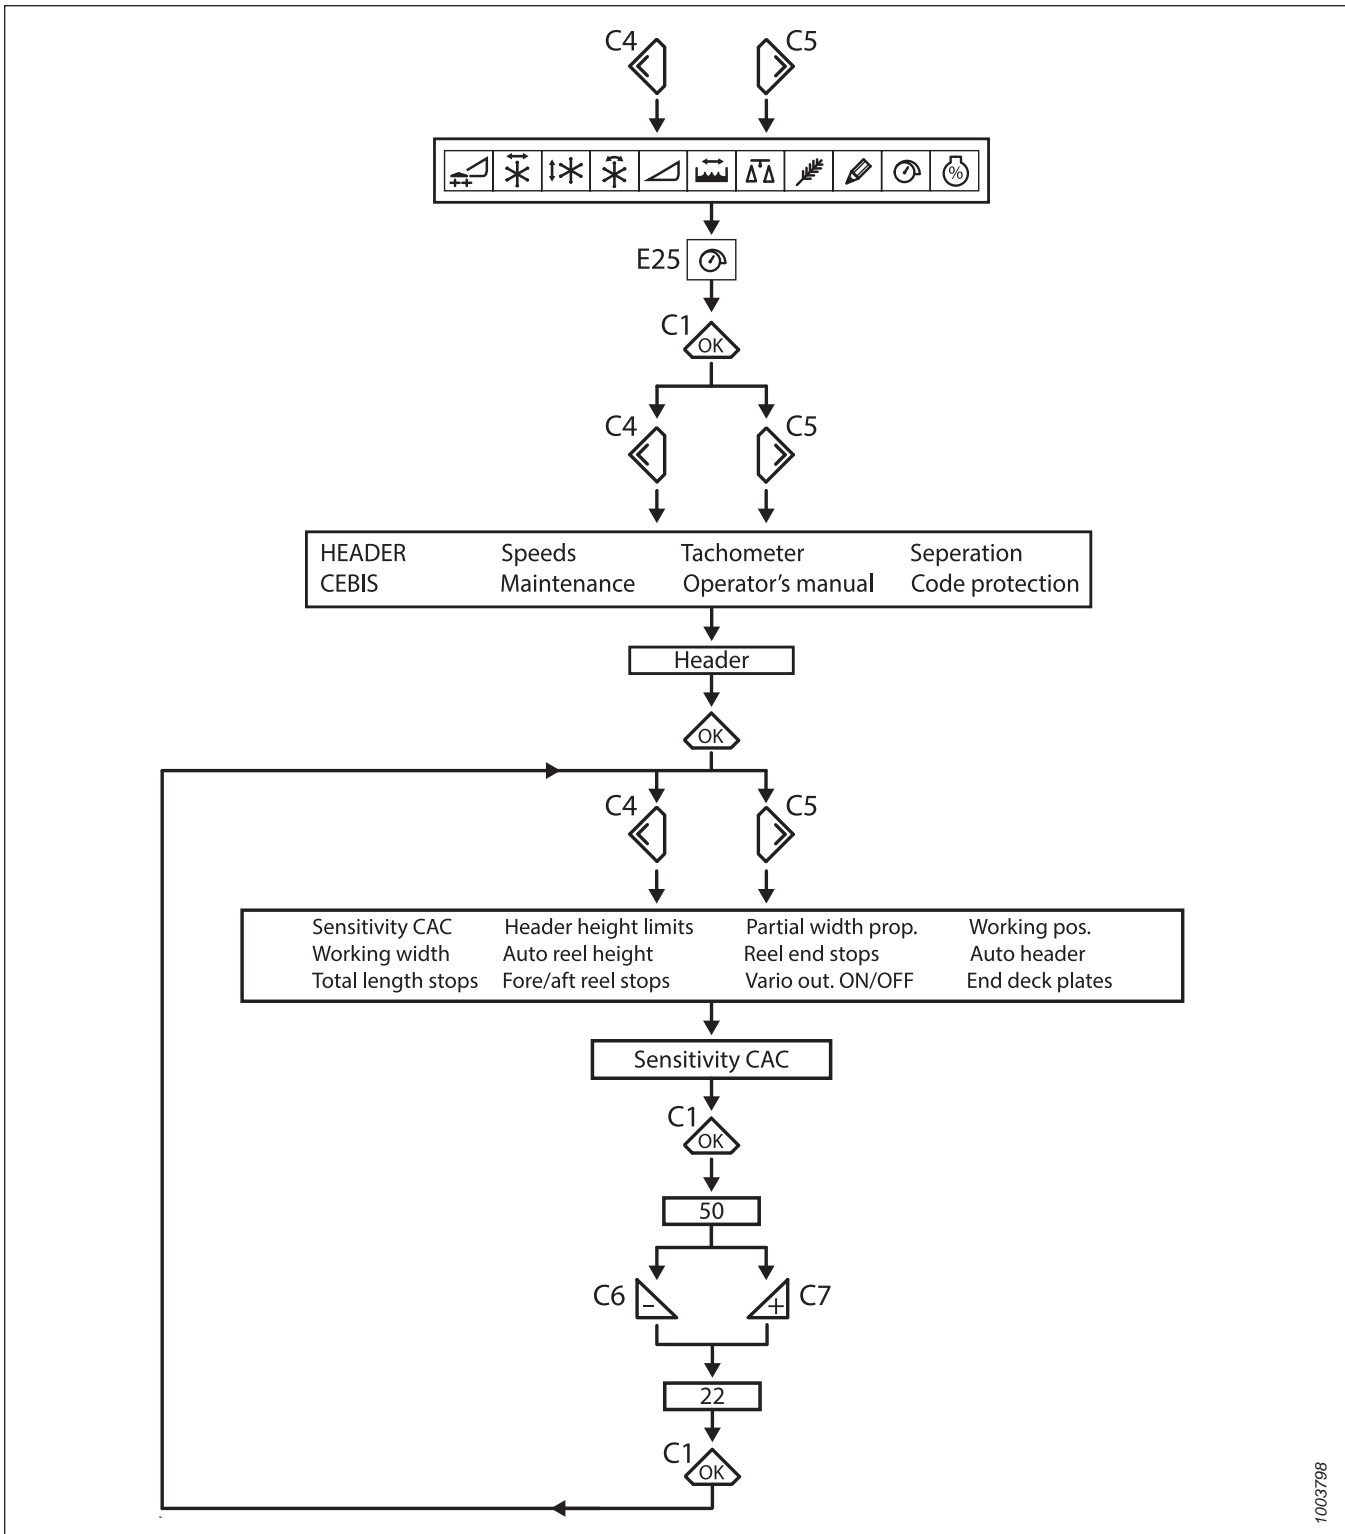 C4 C5
%
E25
C1
OK
C4 C5
HEADER Speeds Tachometer Seperation
CEBIS Maintenance Operator's manual Code protection
Header
OK
C4 C5
Sensitivity CAC Header height limits Partial width prop. Working pos.
Working width Auto reel height Reel end stops Auto header
Total length stops Fore/aft reel stops Vario out. ON/OFF End deck plates
Sensitivity CAC
C1
OK
50
C6 - + C7
22
C1
OK
1003798